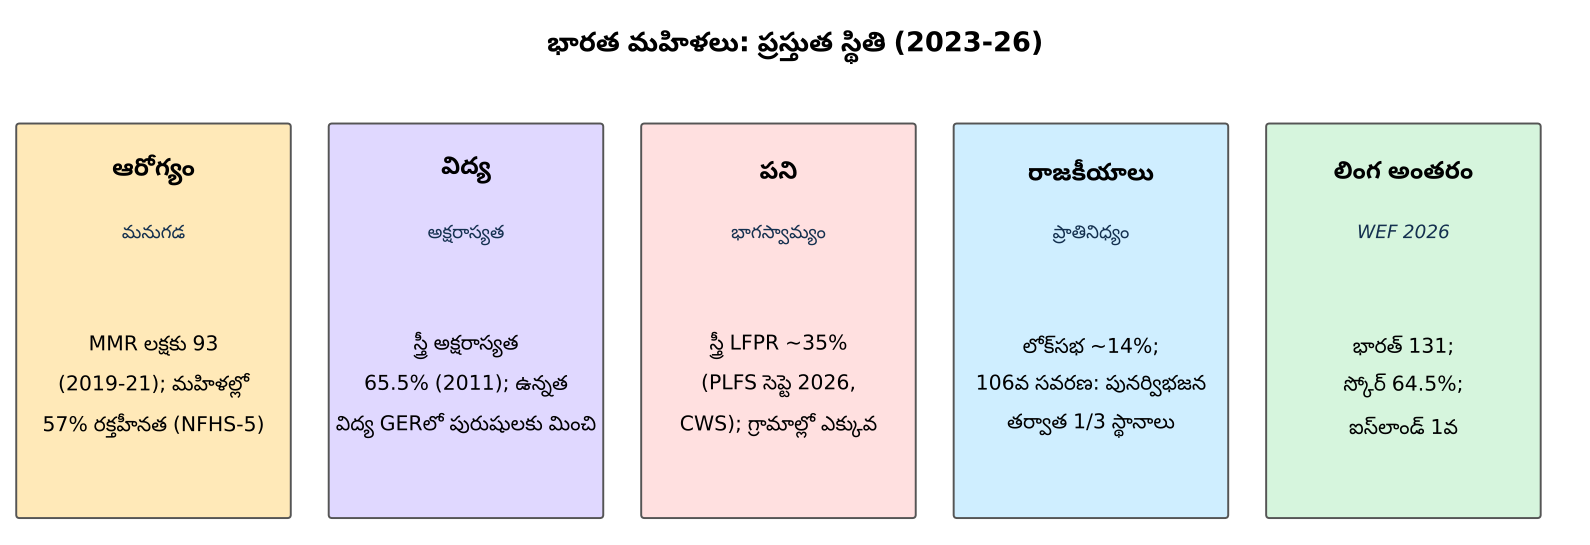 భారత మహిళలు: ప్రస్తుత స్థితి (2023-26)
ఆరోగ్యం
మనుగడ
MMR లక్షకు 93
(2019-21); మహిళల్లో
57% రక్తహీనత (NFHS-5)
విద్య
అక్షరాస్యత
స్త్రీ అక్షరాస్యత
65.5% (2011); ఉన్నత
విద్య GERలో పురుషులకు మించి
పని
భాగస్వామ్యం
స్త్రీ LFPR ~35%
(PLFS సెప్టె 2026,
CWS); గ్రామాల్లో ఎక్కువ
రాజకీయాలు
ప్రాతినిధ్యం
లోక్‌సభ ~14%;
106వ సవరణ: పునర్విభజన
తర్వాత 1/3 స్థానాలు
లింగ అంతరం
WEF 2026
భారత్ 131;
స్కోర్ 64.5%;
ఐస్‌లాండ్ 1వ